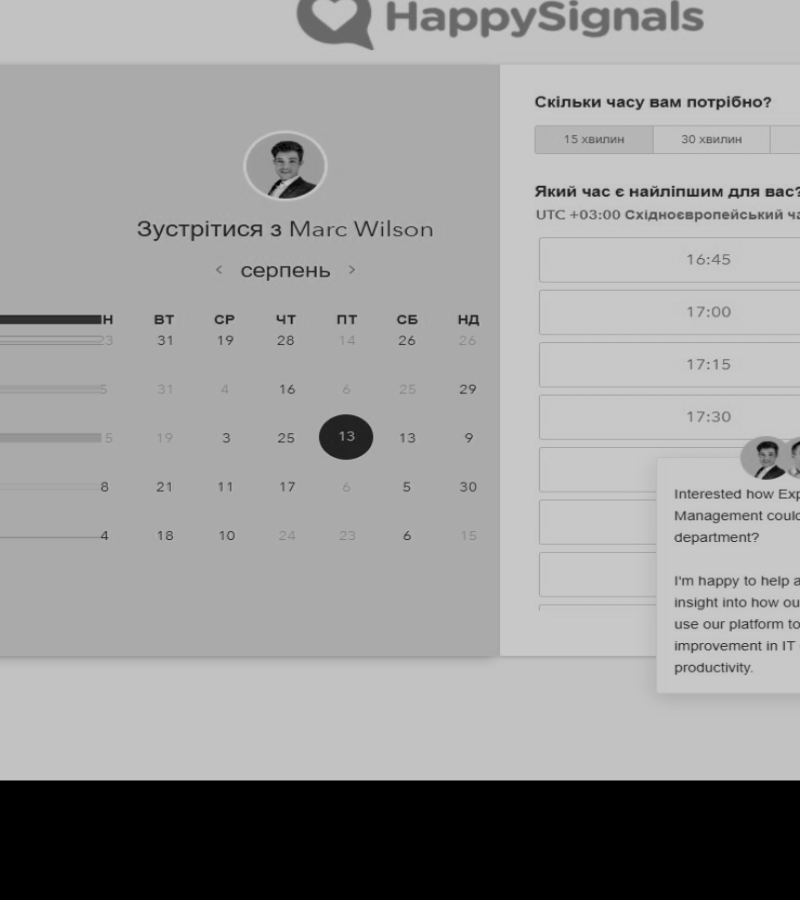 HappySignals
Зустрітися з Marc Wilson
‹ серпень ›
Н ВТ СР ЧТ ПТ СБ НД
23 31 19 28 14 26 26
5 31 4 16 6 25 29
5 19 3 25 13 13 9
8 21 11 17 6 5 30
4 18 10 24 23 6 15
Скільки часу вам потрібно?
15 хвилин 30 хвилин
Який час є найліпшим для вас?
UTC +03:00 Східноєвропейський ча
16:45
17:00
17:15
17:30
Interested how Exp
Management could
department?
I'm happy to help a
insight into how ou
use our platform to
improvement in IT
productivity.